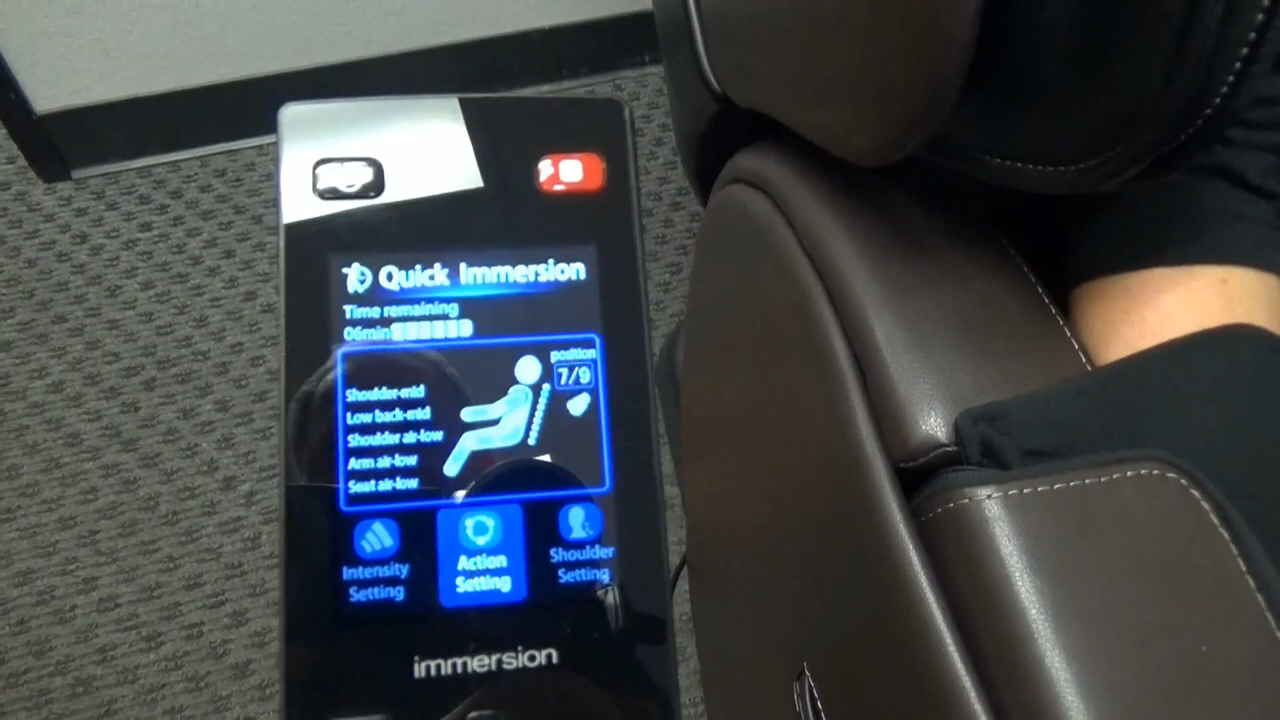 Quick Immersion
Time remaining
06min
position
7/9
Shoulder-mid
Low back-mid
Shoulder air-low
Arm air-low
Seat air-low
Intensity
Setting
Action
Setting
Shoulder
Setting
immersion